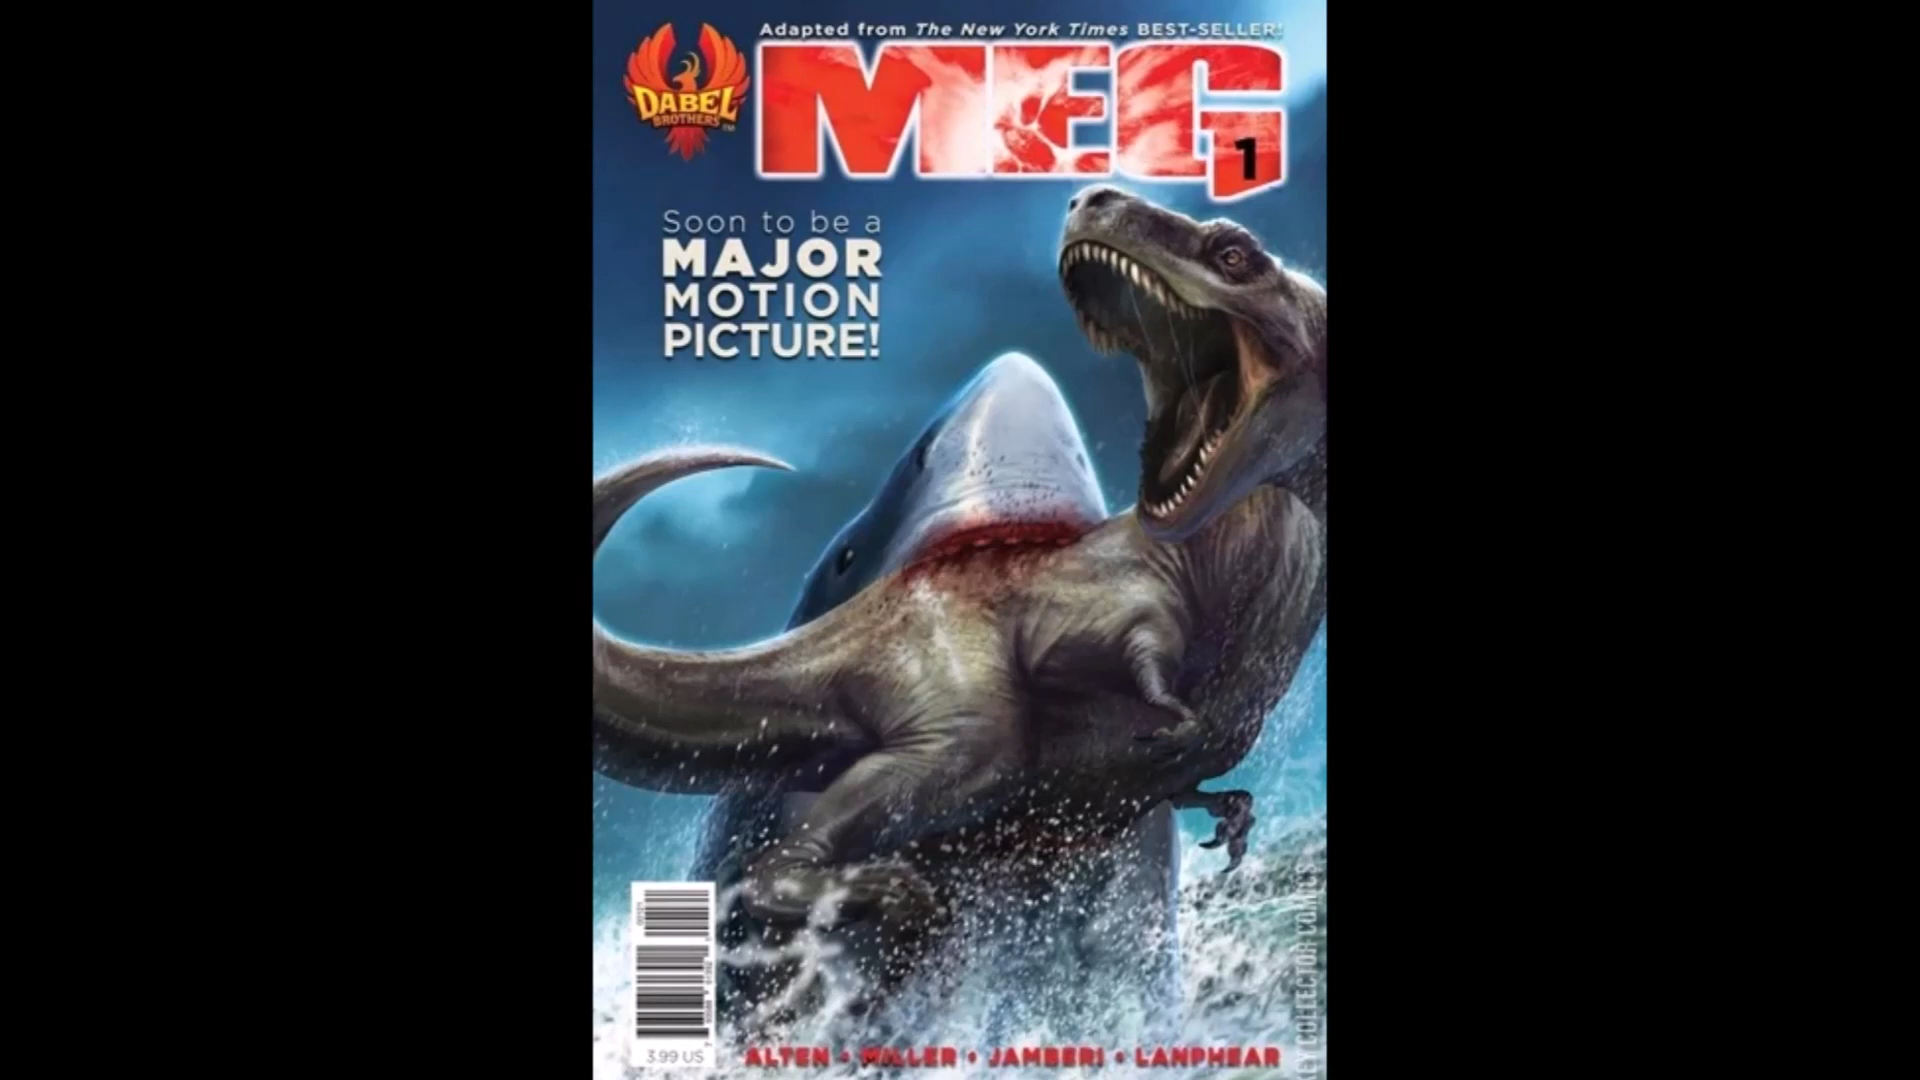 Adapted from The New York Times BEST-SELLER!
DABEL
BROTHERS™
MEG
1
Soon to be a
MAJOR
MOTION
PICTURE!
3.99 US
ALTEN • MILLER • JAMBERI • LANPHEAR
KEY COLLECTOR COMICS